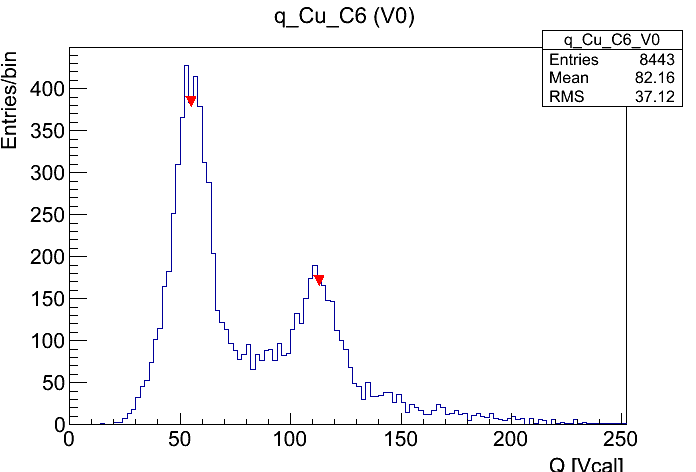 q_Cu_C6 (V0)
q_Cu_C6_V0
Entries 8443
Mean 82.16
RMS 37.12
Entries/bin
400
350
300
250
200
150
100
50
0
0 50 100 150 200 250
Q [Vcal]